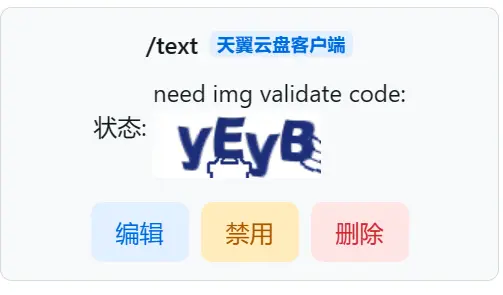 /text 天翼云盘客户端
need img validate code:
状态:
yEyB
编辑 禁用 删除